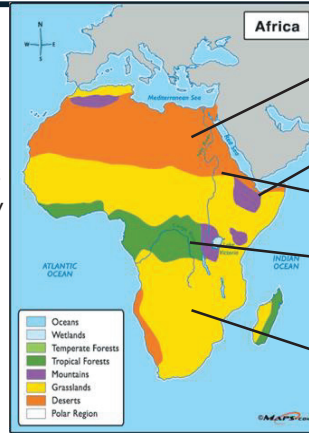 Africa
N
W
E
S
Mediterranean Sea
Red Sea
ATLANTIC
OCEAN
INDIAN
OCEAN
Oceans
Wetlands
Temperate Forests
Tropical Forests
Mountains
Grasslands
Deserts
Polar Region